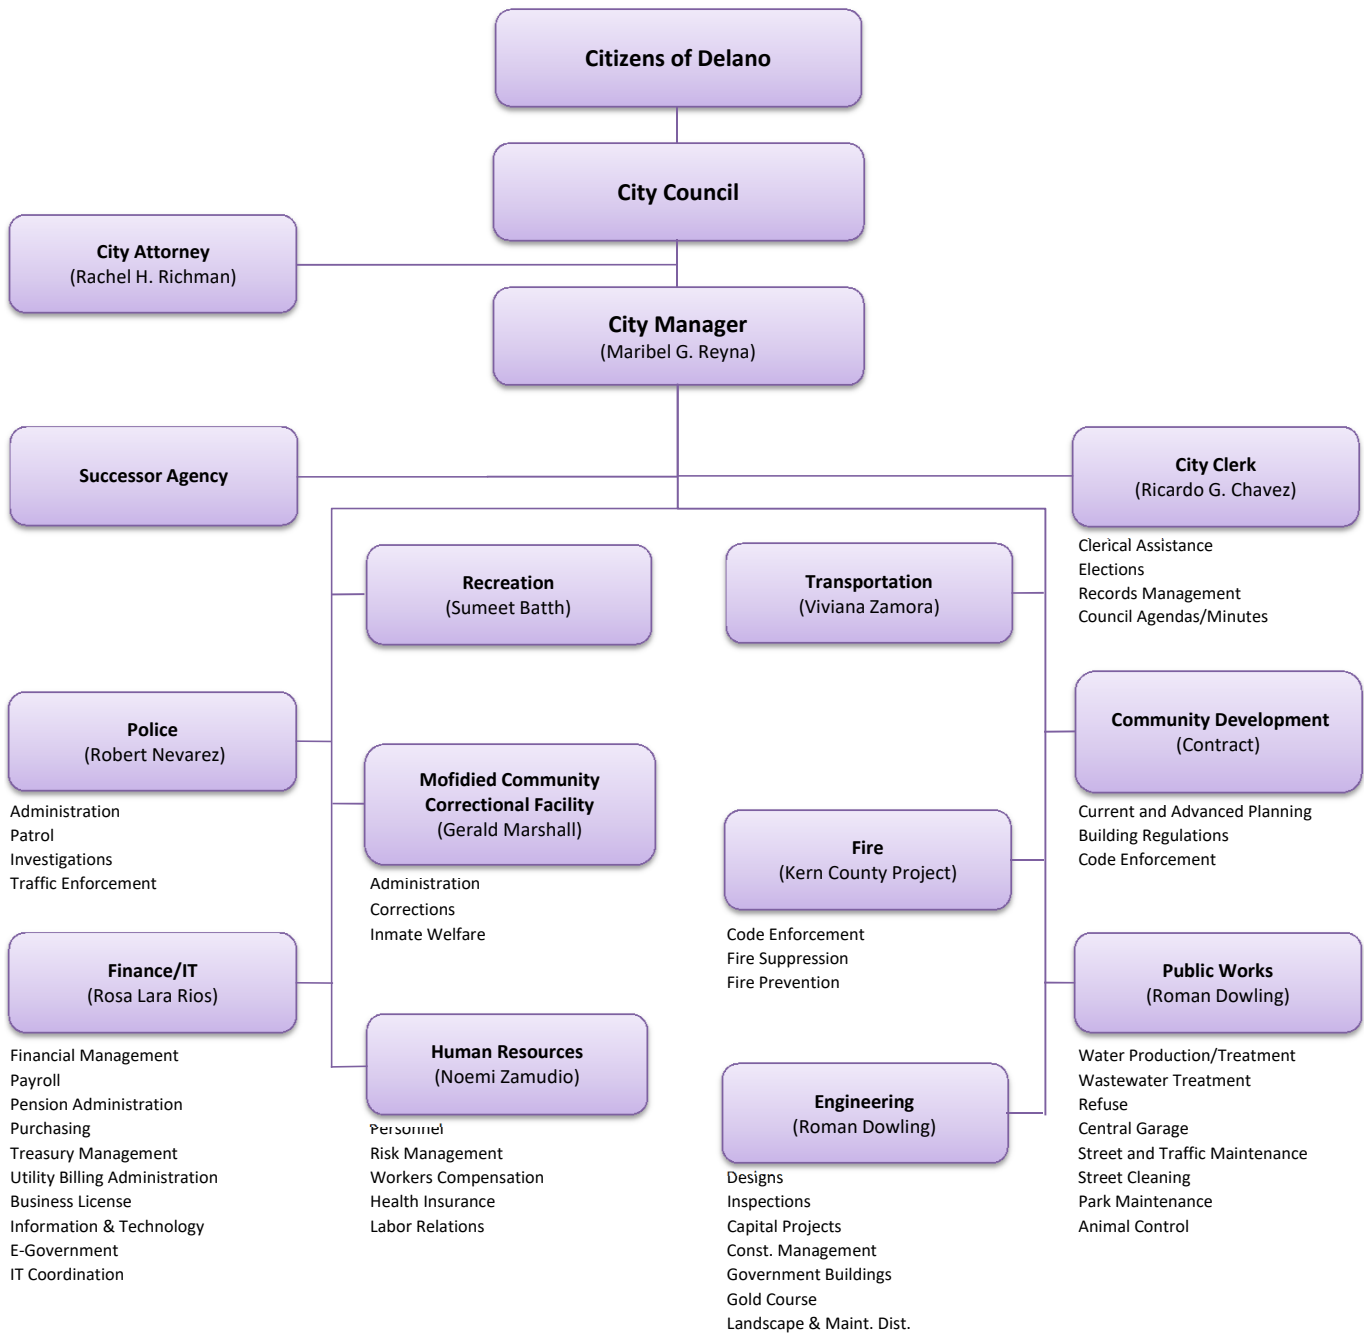 Citizens of Delano
City Council
City Attorney
(Rachel H. Richman)
City Manager
(Maribel G. Reyna)
Successor Agency
City Clerk
(Ricardo G. Chavez)
Clerical Assistance
Elections
Records Management
Council Agendas/Minutes
Recreation
(Sumeet Batth)
Transportation
(Viviana Zamora)
Police
(Robert Nevarez)
Administration
Patrol
Investigations
Traffic Enforcement
Mofidied Community
Correctional Facility
(Gerald Marshall)
Administration
Corrections
Inmate Welfare
Fire
(Kern County Project)
Code Enforcement
Fire Suppression
Fire Prevention
Community Development
(Contract)
Current and Advanced Planning
Building Regulations
Code Enforcement
Finance/IT
(Rosa Lara Rios)
Financial Management
Payroll
Pension Administration
Purchasing
Treasury Management
Utility Billing Administration
Business License
Information & Technology
E-Government
IT Coordination
Human Resources
(Noemi Zamudio)
Personnel
Risk Management
Workers Compensation
Health Insurance
Labor Relations
Engineering
(Roman Dowling)
Designs
Inspections
Capital Projects
Const. Management
Government Buildings
Gold Course
Landscape & Maint. Dist.
Public Works
(Roman Dowling)
Water Production/Treatment
Wastewater Treatment
Refuse
Central Garage
Street and Traffic Maintenance
Street Cleaning
Park Maintenance
Animal Control